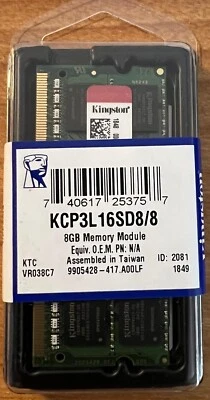 Kingston
7 40617 25375 7
KCP3L16SD8/8
8GB Memory Module
Equiv. O.E.M. PN: N/A
KTC Assembled in Taiwan ID: 2081
VR038C7 9905428-417.A00LF 1849
Kingston